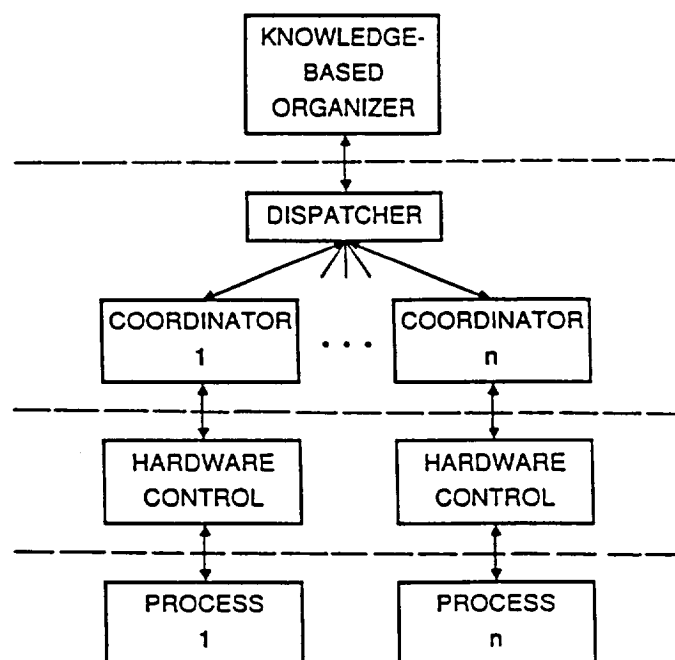 KNOWLEDGE-
BASED
ORGANIZER
DISPATCHER
COORDINATOR
1
...
COORDINATOR
n
HARDWARE
CONTROL
HARDWARE
CONTROL
PROCESS
1
PROCESS
n